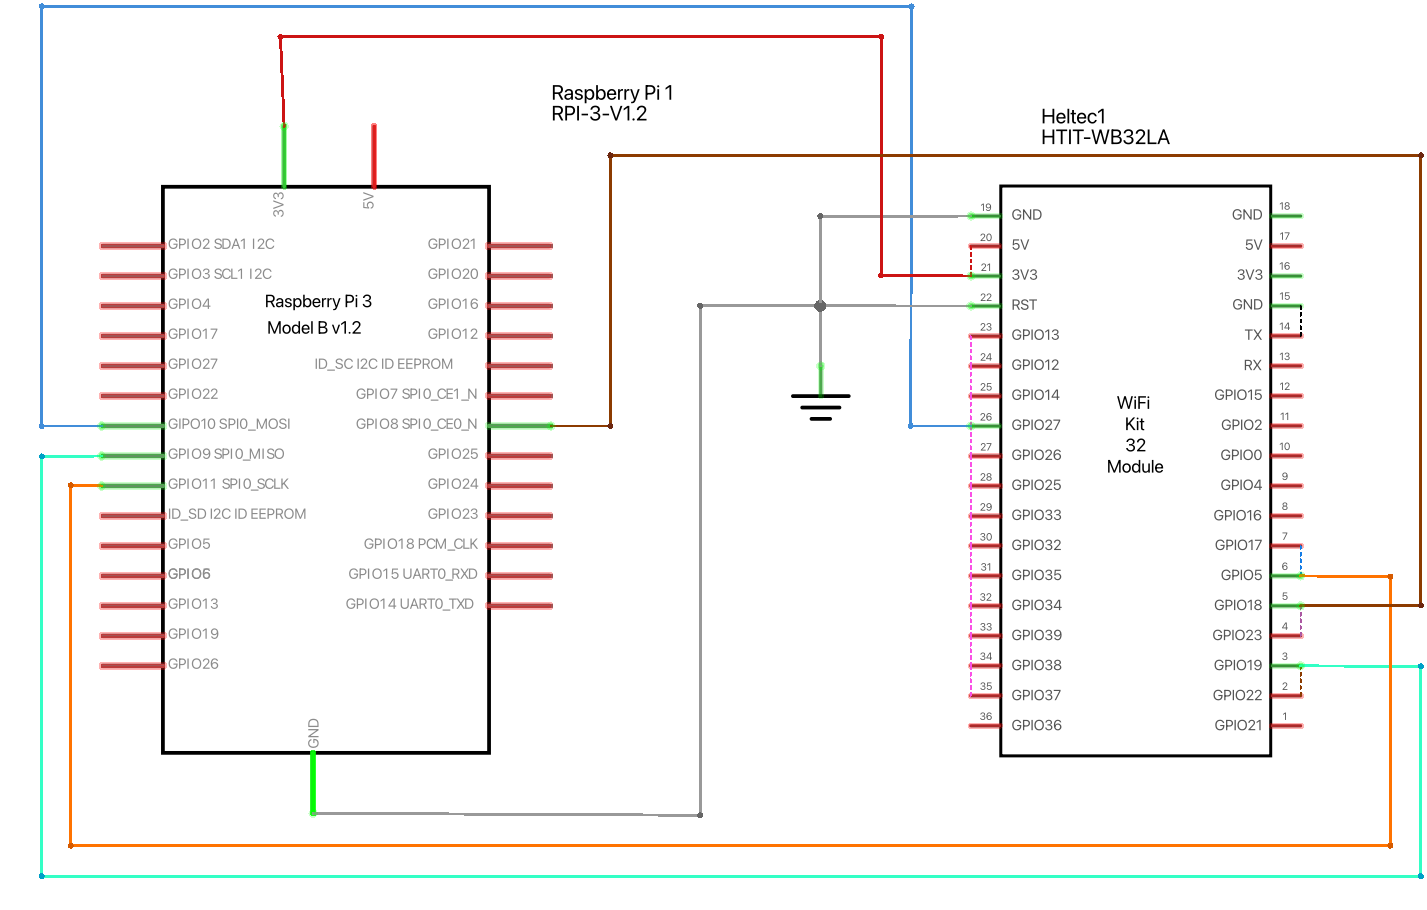 Raspberry Pi 1
RPI-3-V1.2
Heltec1
HTIT-WB32LA
3V3
5V
GPIO2 SDA1 I2C
GPIO3 SCL1 I2C
GPIO4
GPIO17
GPIO27
GPIO22
GIPO10 SPI0_MOSI
GPIO9 SPI0_MISO
GPIO11 SPI0_SCLK
ID_SD I2C ID EEPROM
GPIO5
GPIO6
GPIO13
GPIO19
GPIO26
Raspberry Pi 3
Model B v1.2
GPIO21
GPIO20
GPIO16
GPIO12
ID_SC I2C ID EEPROM
GPIO7 SPI0_CE1_N
GPIO8 SPI0_CE0_N
GPIO25
GPIO24
GPIO23
GPIO18 PCM_CLK
GPIO15 UART0_RXD
GPIO14 UART0_TXD
GND
19 GND
20 5V
21 3V3
22 RST
23 GPIO13
24 GPIO12
25 GPIO14
26 GPIO27
27 GPIO26
28 GPIO25
29 GPIO33
30 GPIO32
31 GPIO35
32 GPIO34
33 GPIO39
34 GPIO38
35 GPIO37
36 GPIO36
WiFi
Kit
32
Module
GND 18
5V 17
3V3 16
GND 15
TX 14
RX 13
GPIO15 12
GPIO2 11
GPIO0 10
GPIO4 9
GPIO16 8
GPIO17 7
GPIO5 6
GPIO18 5
GPIO23 4
GPIO19 3
GPIO22 2
GPIO21 1